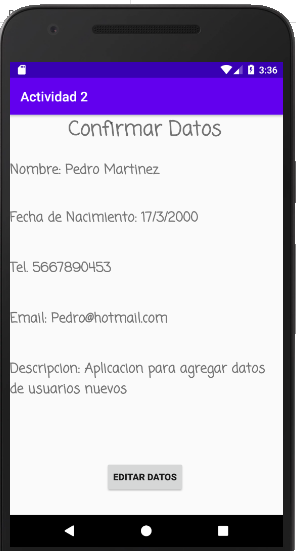 3:36
Actividad 2
Confirmar Datos
Nombre: Pedro Martinez
Fecha de Nacimiento: 17/3/2000
Tel. 5667890453
Email: Pedro@hotmail.com
Descripcion: Aplicacion para agregar datos
de usuarios nuevos
EDITAR DATOS